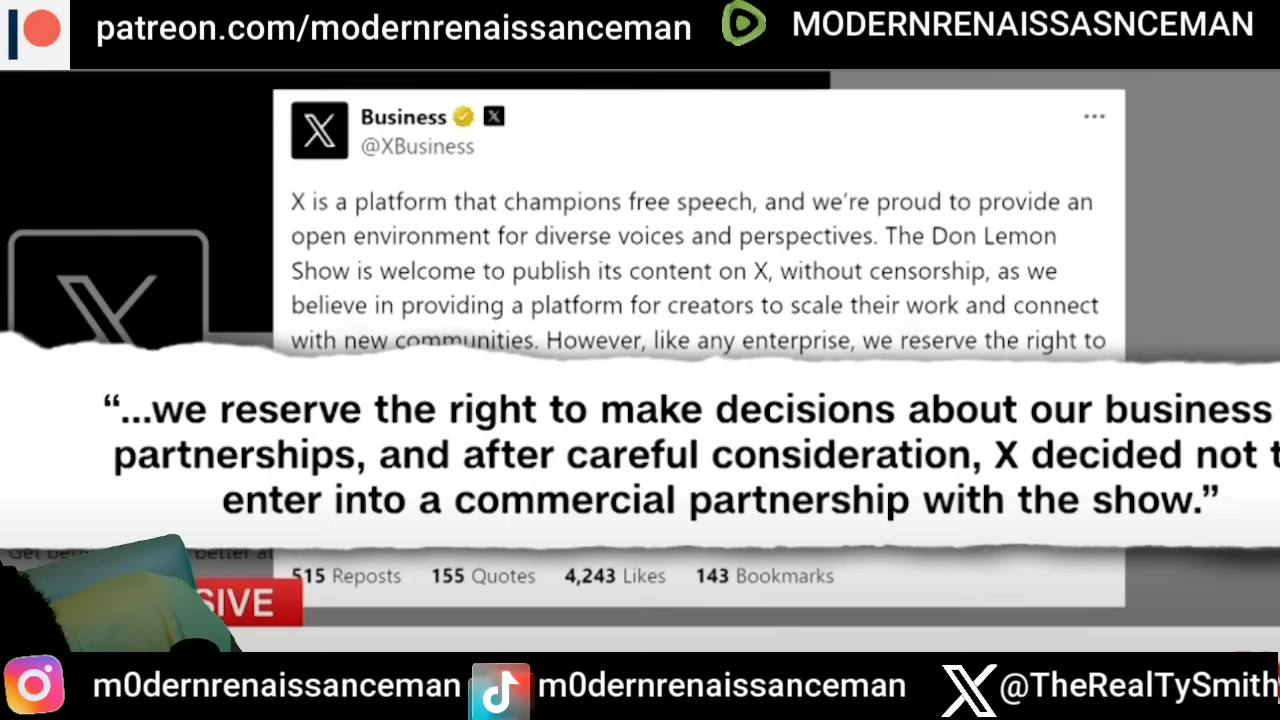 patreon.com/modernrenaissanceman
MODERNRENAISSASNCEMAN
Business
@XBusiness
X is a platform that champions free speech, and we’re proud to provide an
open environment for diverse voices and perspectives. The Don Lemon
Show is welcome to publish its content on X, without censorship, as we
believe in providing a platform for creators to scale their work and connect
with new communities. However, like any enterprise, we reserve the right to
“...we reserve the right to make decisions about our business
partnerships, and after careful consideration, X decided not t
enter into a commercial partnership with the show.”
better at
515 Reposts 155 Quotes 4,243 Likes 143 Bookmarks
SIVE
m0dernrenaissanceman
m0dernrenaissanceman
@TheRealTySmith